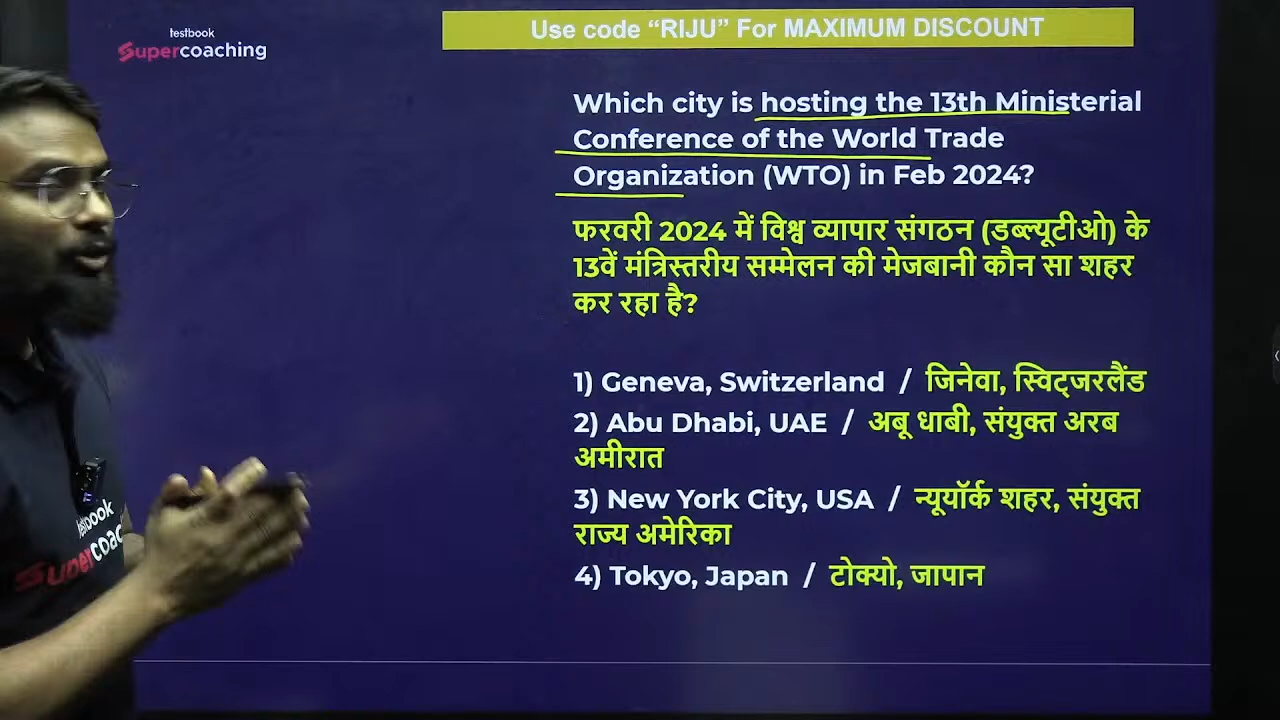 testbook
Supercoaching
Use code “RIJU” For MAXIMUM DISCOUNT
Which city is hosting the 13th Ministerial
Conference of the World Trade
Organization (WTO) in Feb 2024?
फरवरी 2024 में विश्व व्यापार संगठन (डब्ल्यूटीओ) के
13वें मंत्रिस्तरीय सम्मेलन की मेजबानी कौन सा शहर
कर रहा है?
1) Geneva, Switzerland / जिनेवा, स्विट्जरलैंड
2) Abu Dhabi, UAE / अबू धाबी, संयुक्त अरब
अमीरात
3) New York City, USA / न्यूयॉर्क शहर, संयुक्त
राज्य अमेरिका
4) Tokyo, Japan / टोक्यो, जापान
testbook
Supercoac